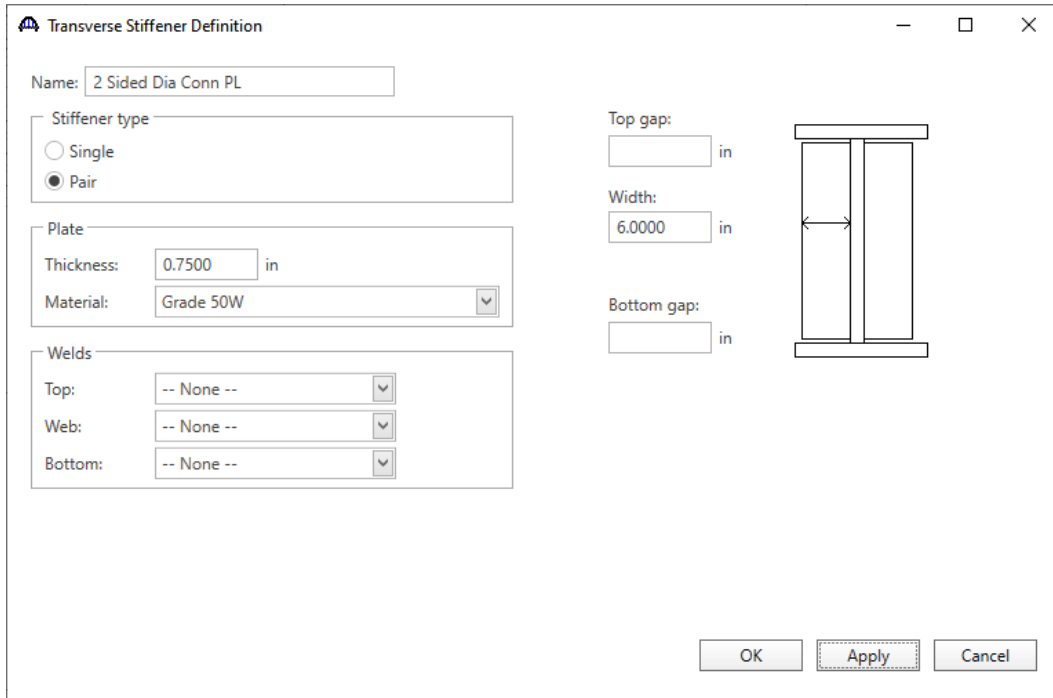 Transverse Stiffener Definition
Name: 2 Sided Dia Conn PL
Stiffener type
Single
Pair
Plate
Thickness: 0.7500 in
Material: Grade 50W
Welds
Top: -- None --
Web: -- None --
Bottom: -- None --
Top gap:
in
Width:
6.0000 in
Bottom gap:
in
OK Apply Cancel